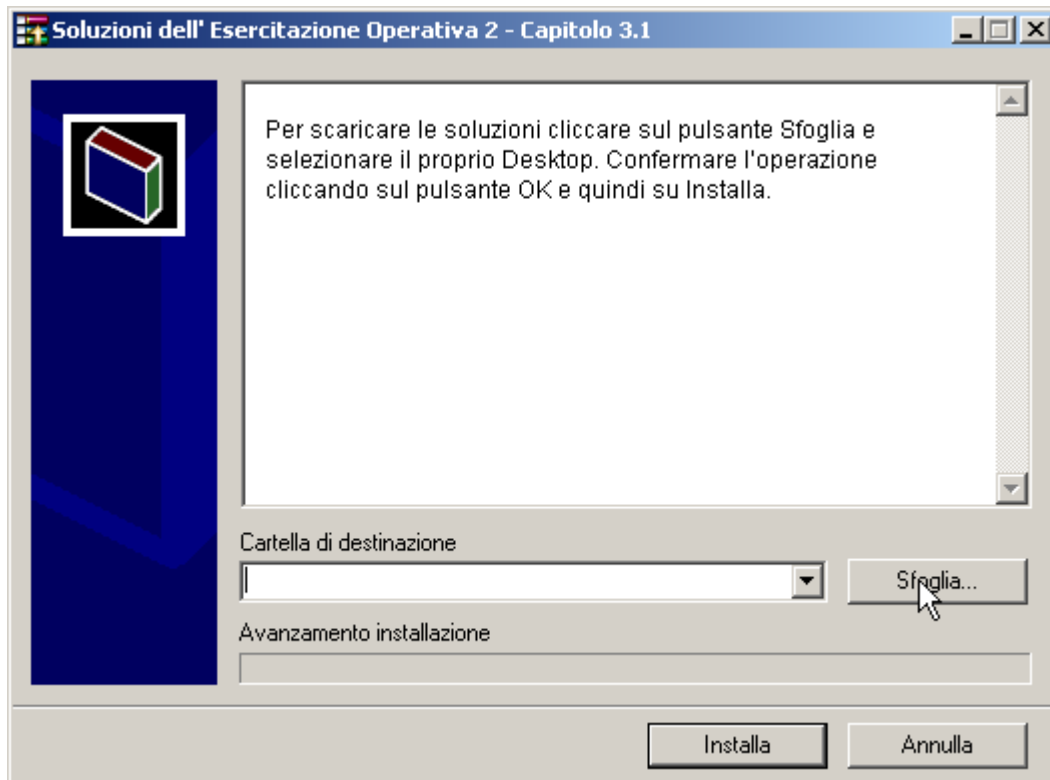 Soluzioni dell' Esercitazione Operativa 2 - Capitolo 3.1
Per scaricare le soluzioni cliccare sul pulsante Sfoglia e
selezionare il proprio Desktop. Confermare l'operazione
cliccando sul pulsante OK e quindi su Installa.
Cartella di destinazione
Sfoglia...
Avanzamento installazione
Installa
Annulla